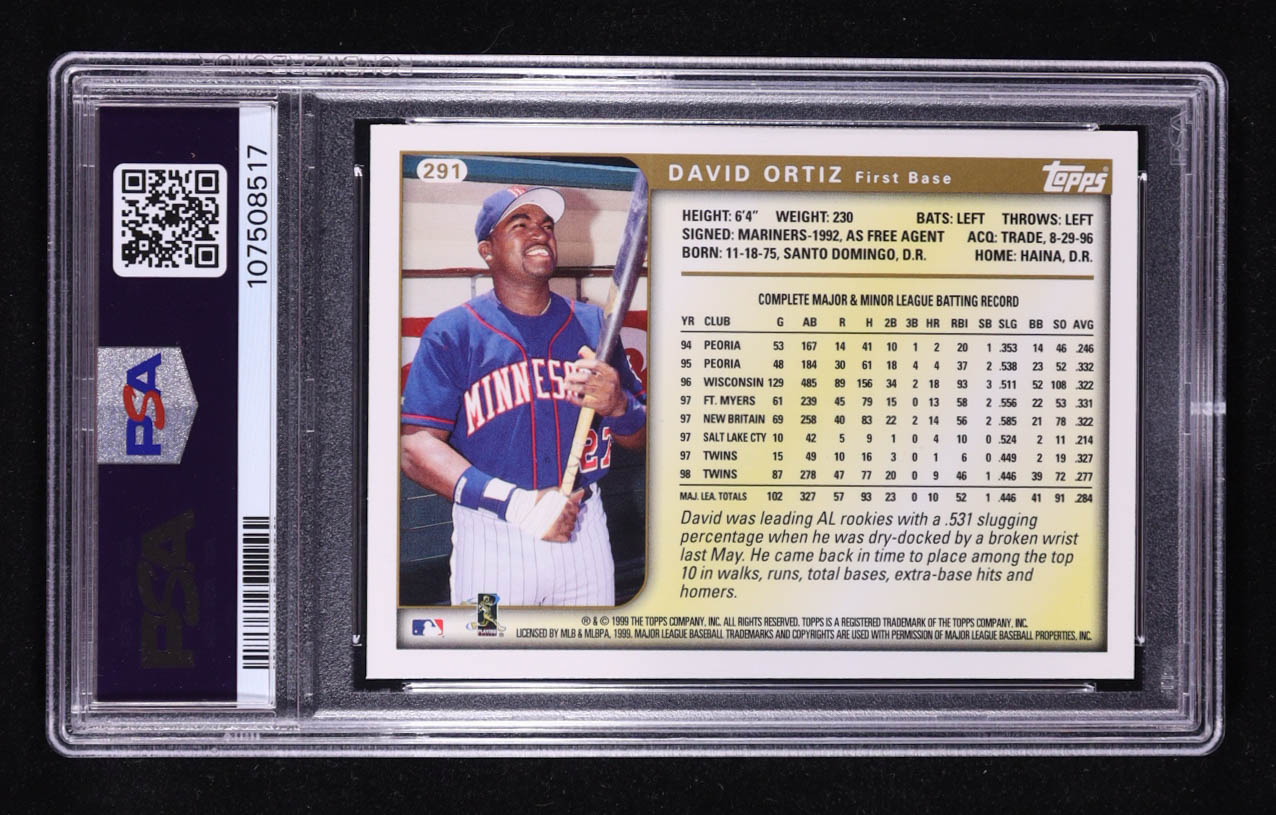 107508517
PSA
PSA
291
DAVID ORTIZ First Base
Topps
HEIGHT: 6'4" WEIGHT: 230 BATS: LEFT THROWS: LEFT
SIGNED: MARINERS-1992, AS FREE AGENT ACQ: TRADE, 8-29-96
BORN: 11-18-75, SANTO DOMINGO, D.R. HOME: HAINA, D.R.
COMPLETE MAJOR & MINOR LEAGUE BATTING RECORD
YR CLUB G AB R H 2B 3B HR RBI SB SLG BB SO AVG
94 PEORIA 53 167 14 41 10 1 2 20 1 .353 14 46 .246
95 PEORIA 48 184 30 61 18 4 4 37 2 .538 23 52 .332
96 WISCONSIN 129 485 89 156 34 2 18 93 3 .511 52 108 .322
97 FT. MYERS 61 239 45 79 15 0 13 58 2 .556 22 53 .331
97 NEW BRITAIN 69 258 40 83 22 2 14 56 2 .585 21 78 .322
97 SALT LAKE CTY 10 42 5 9 1 0 4 10 0 .524 2 11 .214
97 TWINS 15 49 10 16 3 0 1 6 0 .449 2 19 .327
98 TWINS 87 278 47 77 20 0 9 46 1 .446 39 72 .277
MAJ. LEA. TOTALS 102 327 57 93 23 0 10 52 1 .446 41 91 .284
David was leading AL rookies with a .531 slugging
percentage when he was dry-docked by a broken wrist
last May. He came back in time to place among the top
10 in walks, runs, total bases, extra-base hits and
homers.
® & © 1999 THE TOPPS COMPANY, INC. ALL RIGHTS RESERVED. TOPPS IS A REGISTERED TRADEMARK OF THE TOPPS COMPANY, INC.
LICENSED BY MLB & MLBPA, 1999. MAJOR LEAGUE BASEBALL TRADEMARKS AND COPYRIGHTS ARE USED WITH PERMISSION OF MAJOR LEAGUE BASEBALL PROPERTIES, INC.
MINNES
27